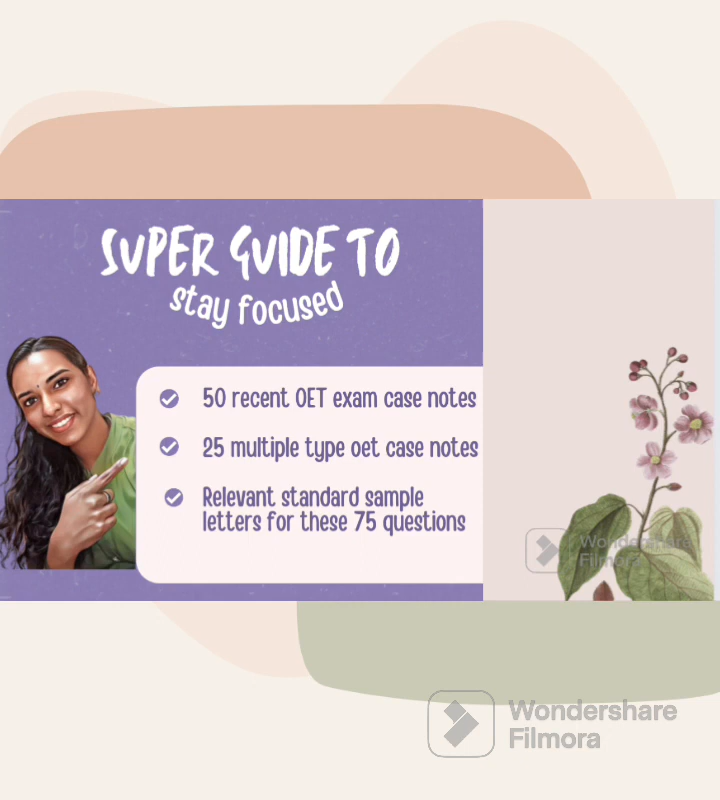 SUPER GUIDE TO
stay focused
50 recent OET exam case notes
25 multiple type oet case notes
Relevant standard sample
letters for these 75 questions
Wondershare
Filmora
Wondershare
Filmora